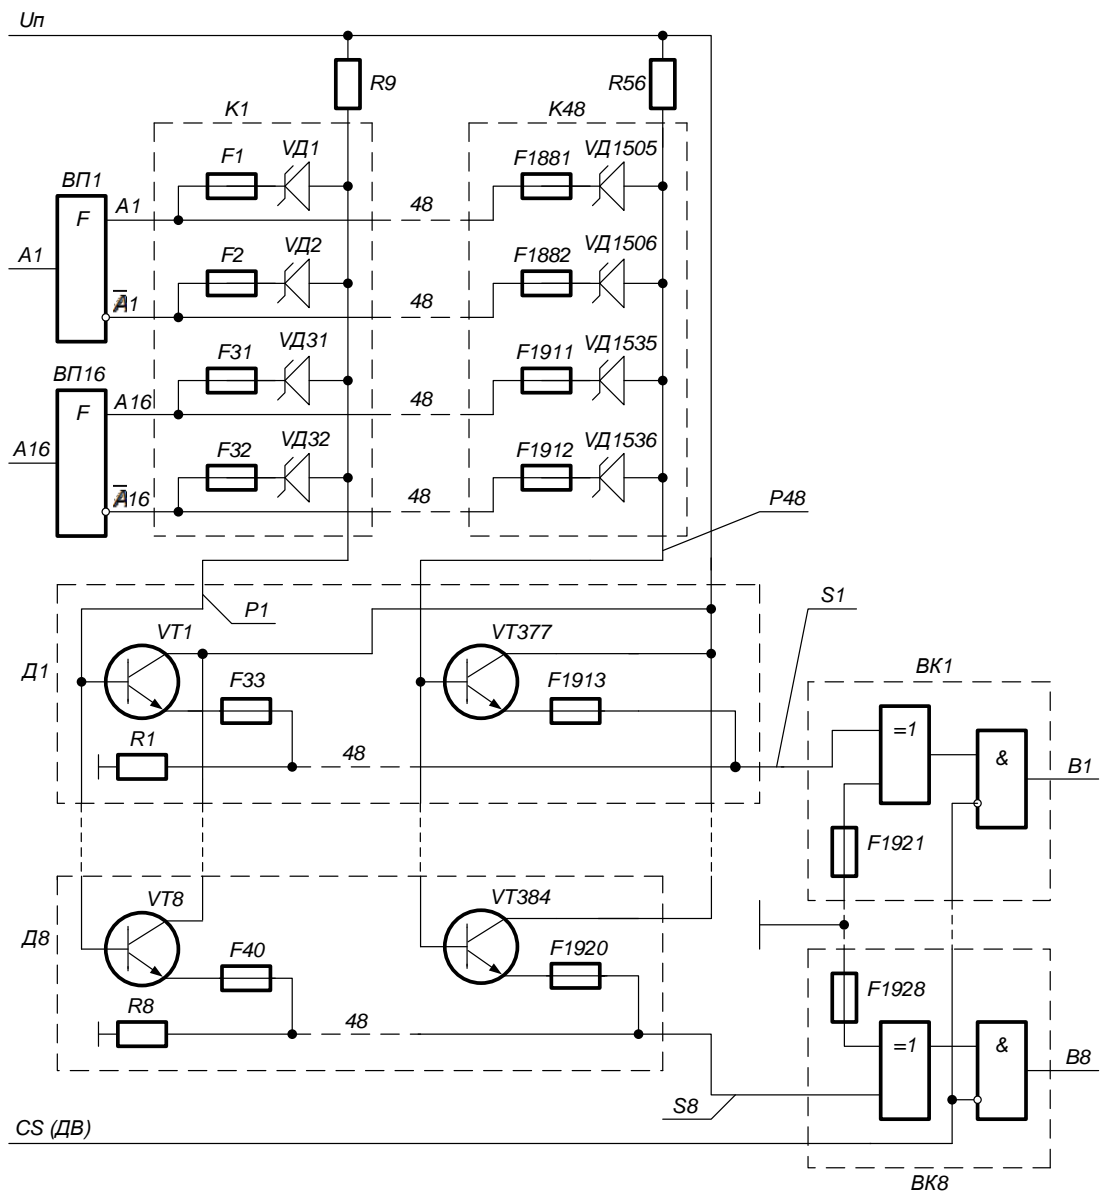 Uп
R9
R56
K1
K48
F1
VД1
F1881
VД1505
ВП1
F
A1
A1
48
F2
VД2
F1882
VД1506
A̅1
48
F31
VД31
F1911
VД1535
ВП16
F
A16
A16
48
F32
VД32
F1912
VД1536
A̅16
48
P48
P1
S1
Д1
VT1
VT377
F33
F1913
R1
48
ВК1
=1
&
B1
F1921
Д8
VT8
VT384
F40
F1920
R8
48
F1928
=1
&
B8
S8
CS (ДВ)
ВК8